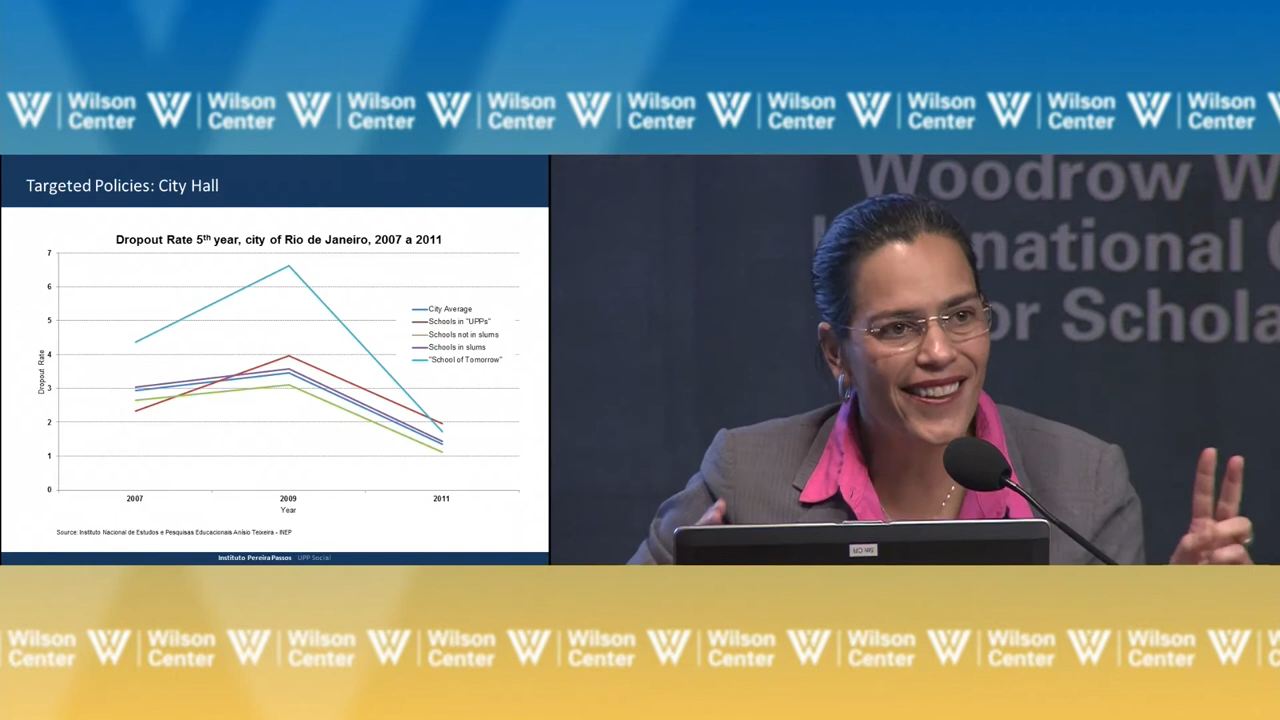 Wilson Center Wilson Center Wilson Center Wilson Center Wilson Center Wilson Center Wilson Center Wilson Center Wilson Center
Targeted Policies: City Hall
Dropout Rate 5th year, city of Rio de Janeiro, 2007 a 2011
7
6
5
4
3
2
1
0
Dropout Rate
City Average
Schools in "UPPs"
Schools not in slums
Schools in slums
"School of Tomorrow"
2007 2009 2011
Year
Source: Instituto Nacional de Estudos e Pesquisas Educacionais Anísio Teixeira - INEP
Instituto Pereira Passos UPP Social
Woodrow W
national
or Schola
Wilson Center Wilson Center Wilson Center Wilson Center Wilson Center Wilson Center Wilson Center Wilson Center Wilson Center